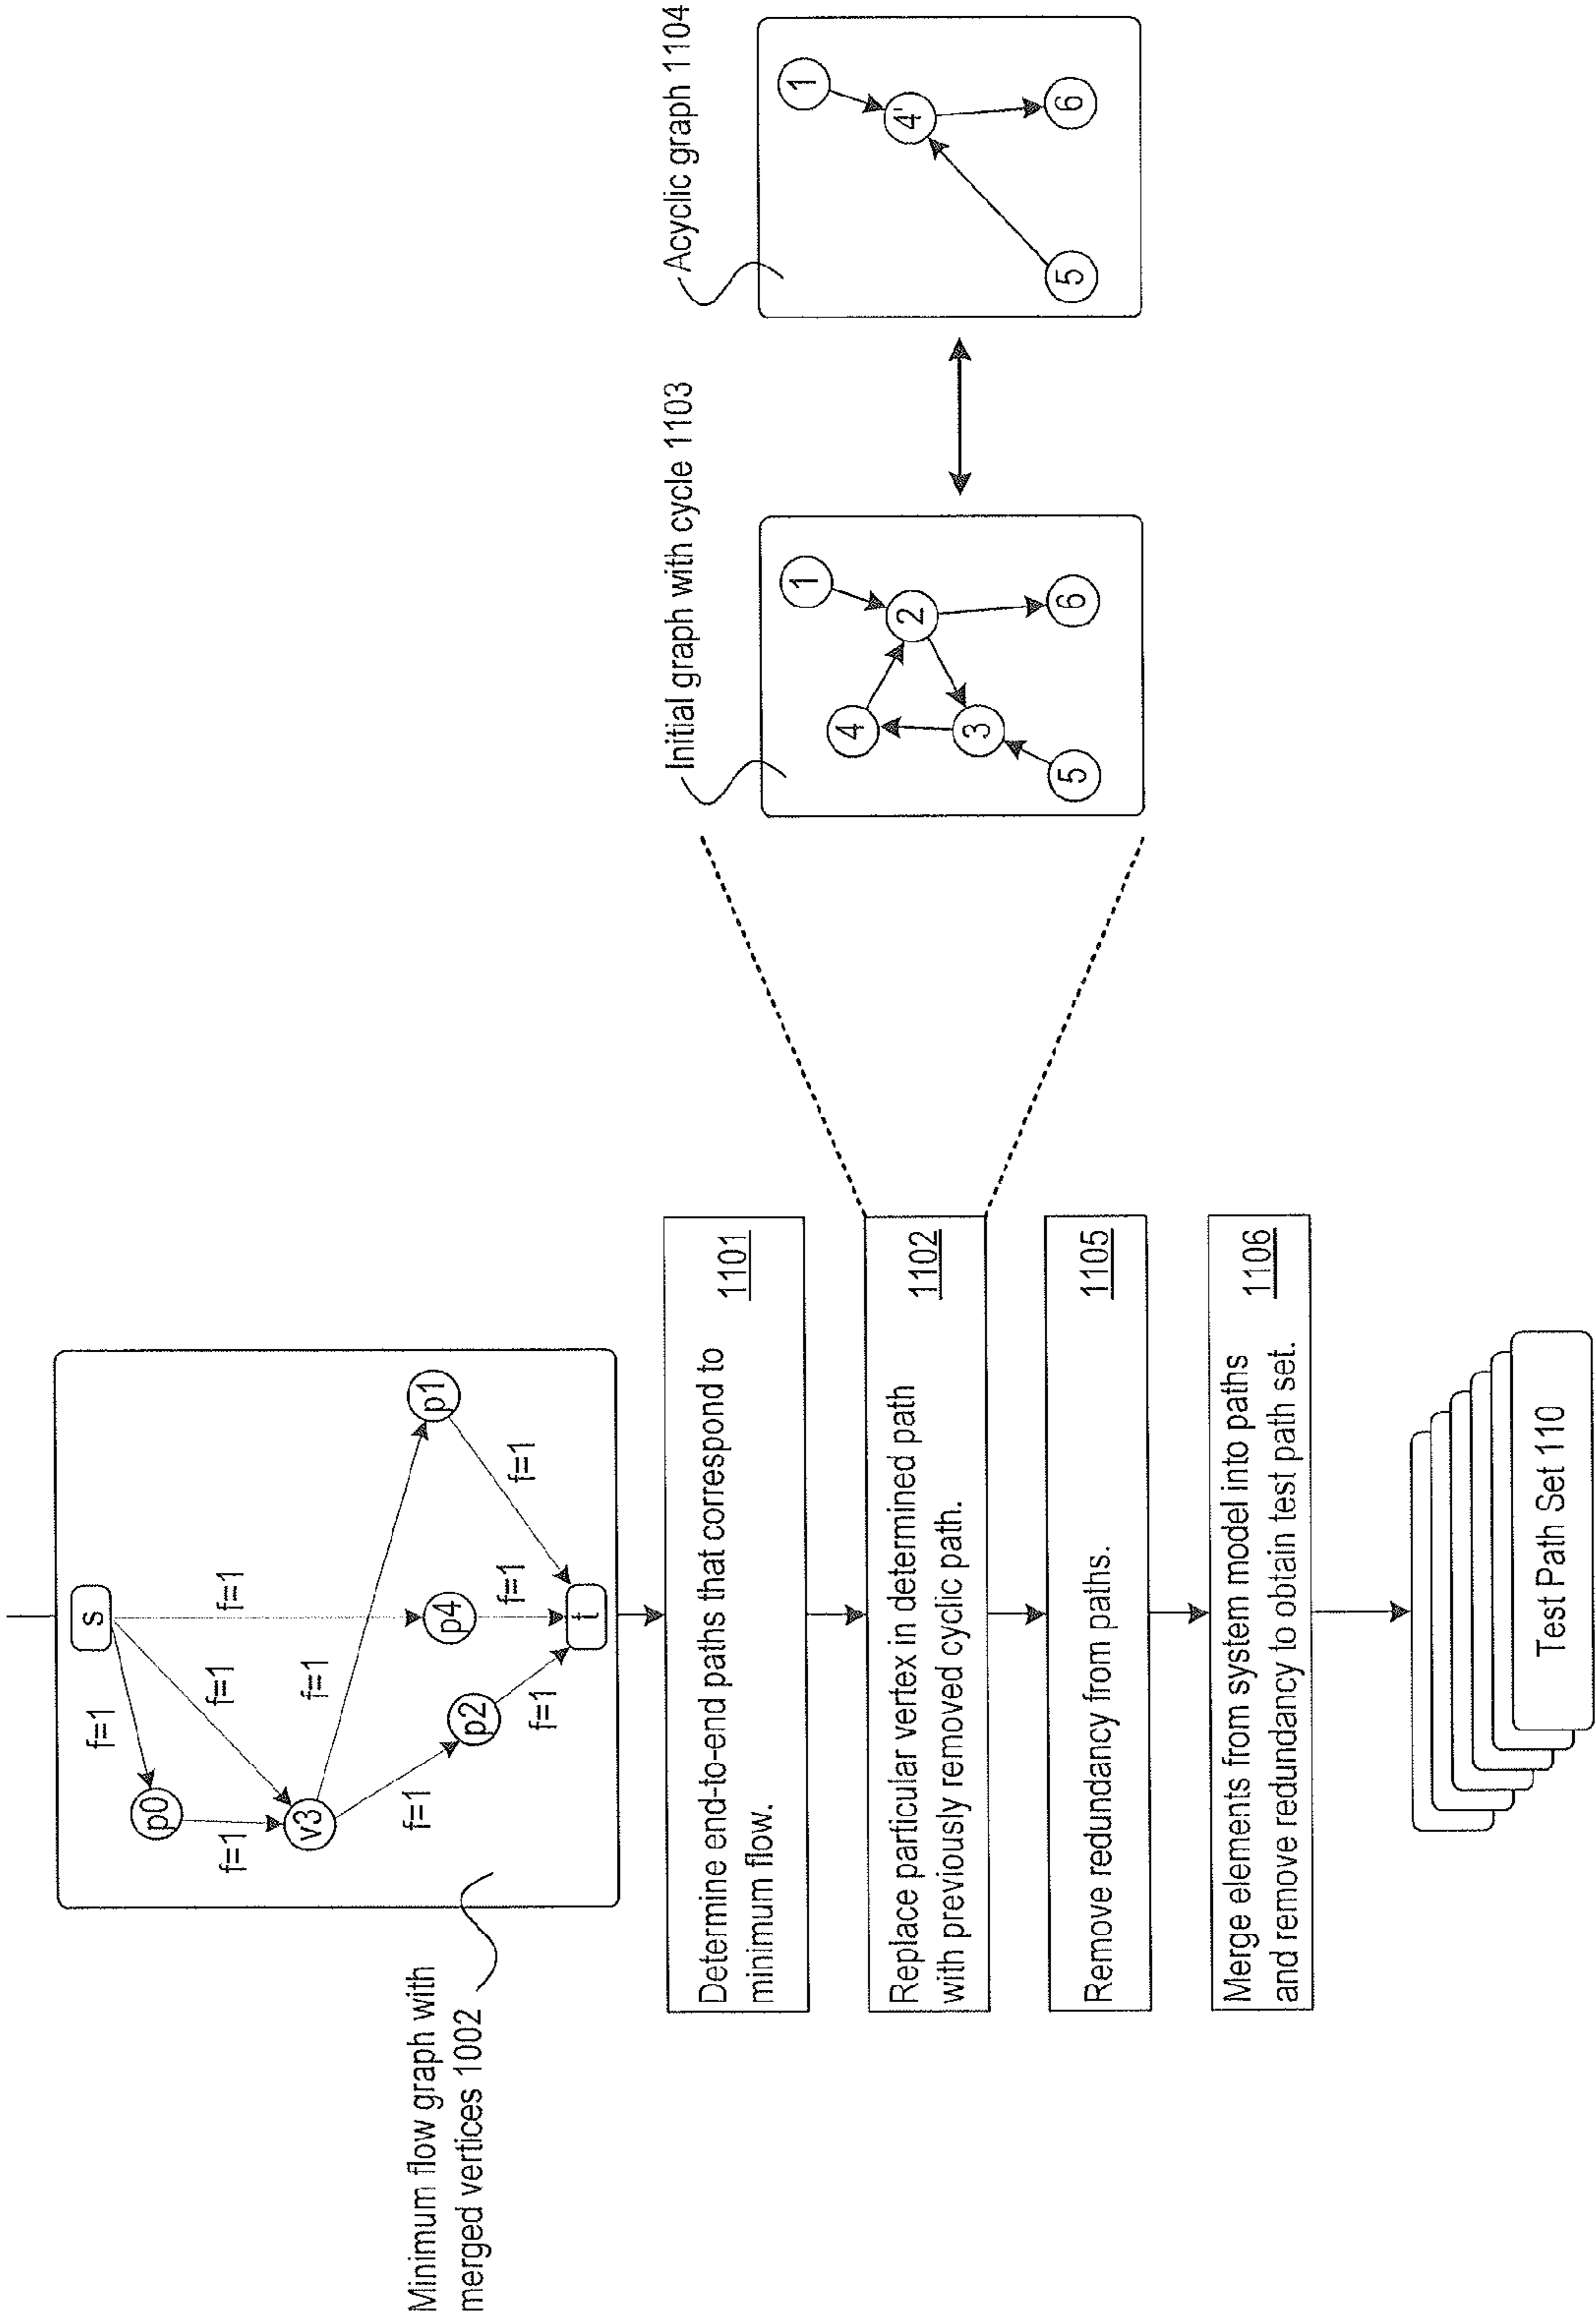 Minimum flow graph with
merged vertices 1002
s
f=1
f=1
f=1
p0
f=1
v3
f=1
f=1
p4
p1
p2
f=1
f=1
f=1
t
Determine end-to-end paths that correspond to
minimum flow.
1101
Replace particular vertex in determined path
with previously removed cyclic path.
1102
Remove redundancy from paths.
1105
Merge elements from system model into paths
and remove redundancy to obtain test path set.
1106
Test Path Set 110
Initial graph with cycle 1103
1
2
4
3
5
6
Acyclic graph 1104
1
4'
5
6